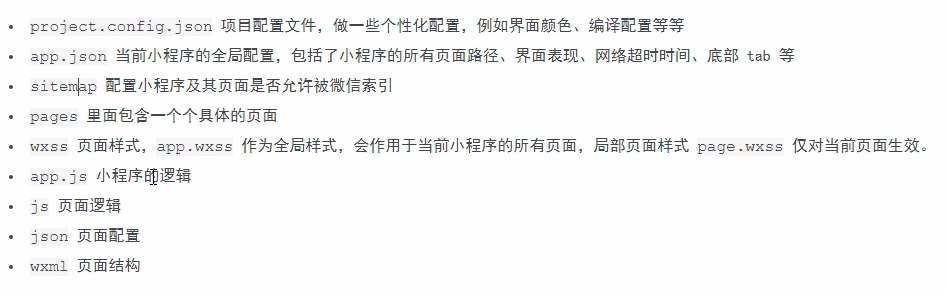 project.config.json 项目配置文件，做一些个性化配置，例如界面颜色、编译配置等等
app.json 当前小程序的全局配置，包括了小程序的所有页面路径、界面表现、网络超时时间、底部 tab 等
sitemap 配置小程序及其页面是否允许被微信索引
pages 里面包含一个个具体的页面
wxss 页面样式，app.wxss 作为全局样式，会作用于当前小程序的所有页面，局部页面样式 page.wxss 仅对当前页面生效。
app.js 小程序的逻辑
js 页面逻辑
json 页面配置
wxml 页面结构